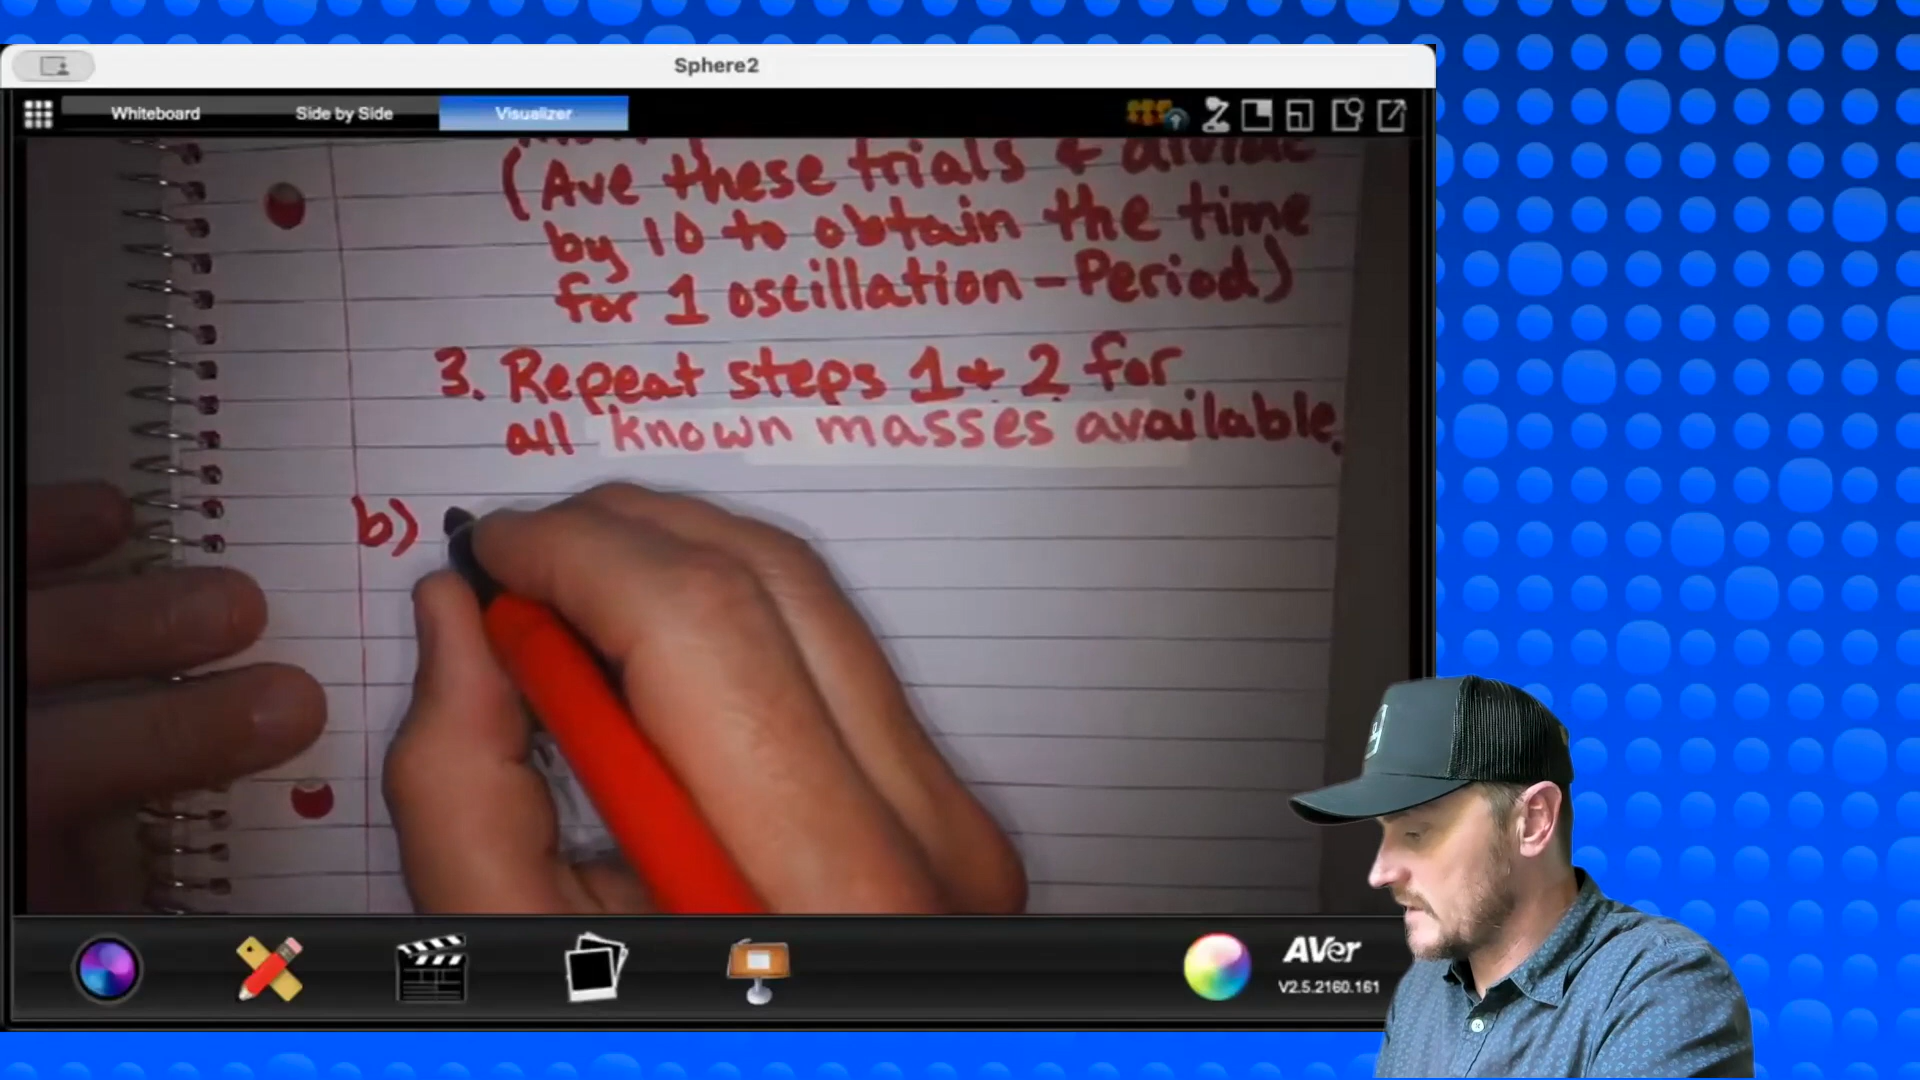 Sphere2
Whiteboard Side by Side Visualizer
(Ave these trials & divide
by 10 to obtain the time
for 1 oscillation - Period)
3. Repeat steps 1 & 2 for
all known masses available.
b)
AVer
V2.5.2160.161